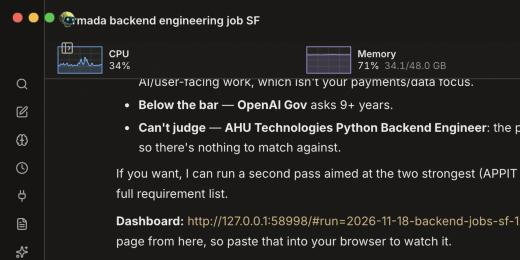 rmada backend engineering job SF
CPU
34%
Memory
71% 34.1/48.0 GB
AI/user-facing work, which isn't your payments/data focus.
• Below the bar — OpenAI Gov asks 9+ years.
• Can't judge — AHU Technologies Python Backend Engineer: the p
so there's nothing to match against.
If you want, I can run a second pass aimed at the two strongest (APPIT
full requirement list.
Dashboard: http://127.0.0.1:58998/#run=2026-11-18-backend-jobs-sf-1
page from here, so paste that into your browser to watch it.